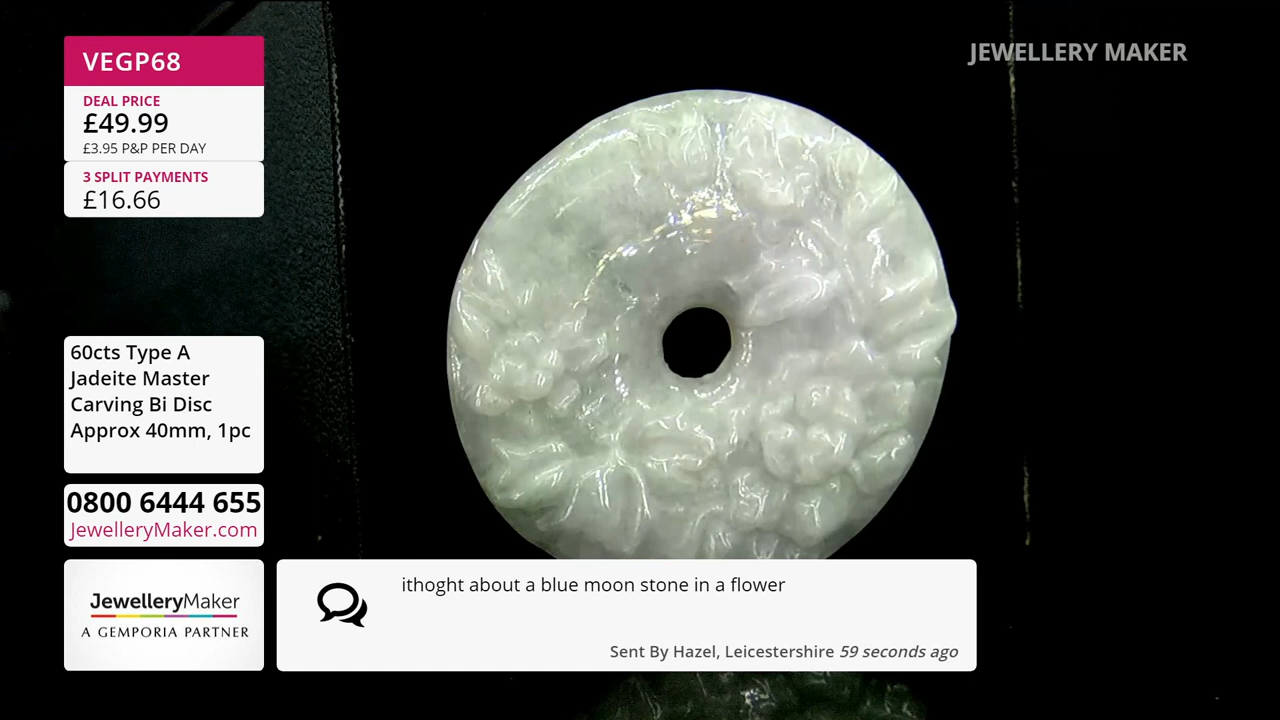 VEGP68
DEAL PRICE
£49.99
£3.95 P&P PER DAY
3 SPLIT PAYMENTS
£16.66
JEWELLERY MAKER
60cts Type A
Jadeite Master
Carving Bi Disc
Approx 40mm, 1pc
0800 6444 655
JewelleryMaker.com
JewelleryMaker
A GEMPORIA PARTNER
ithoght about a blue moon stone in a flower
Sent By Hazel, Leicestershire 59 seconds ago